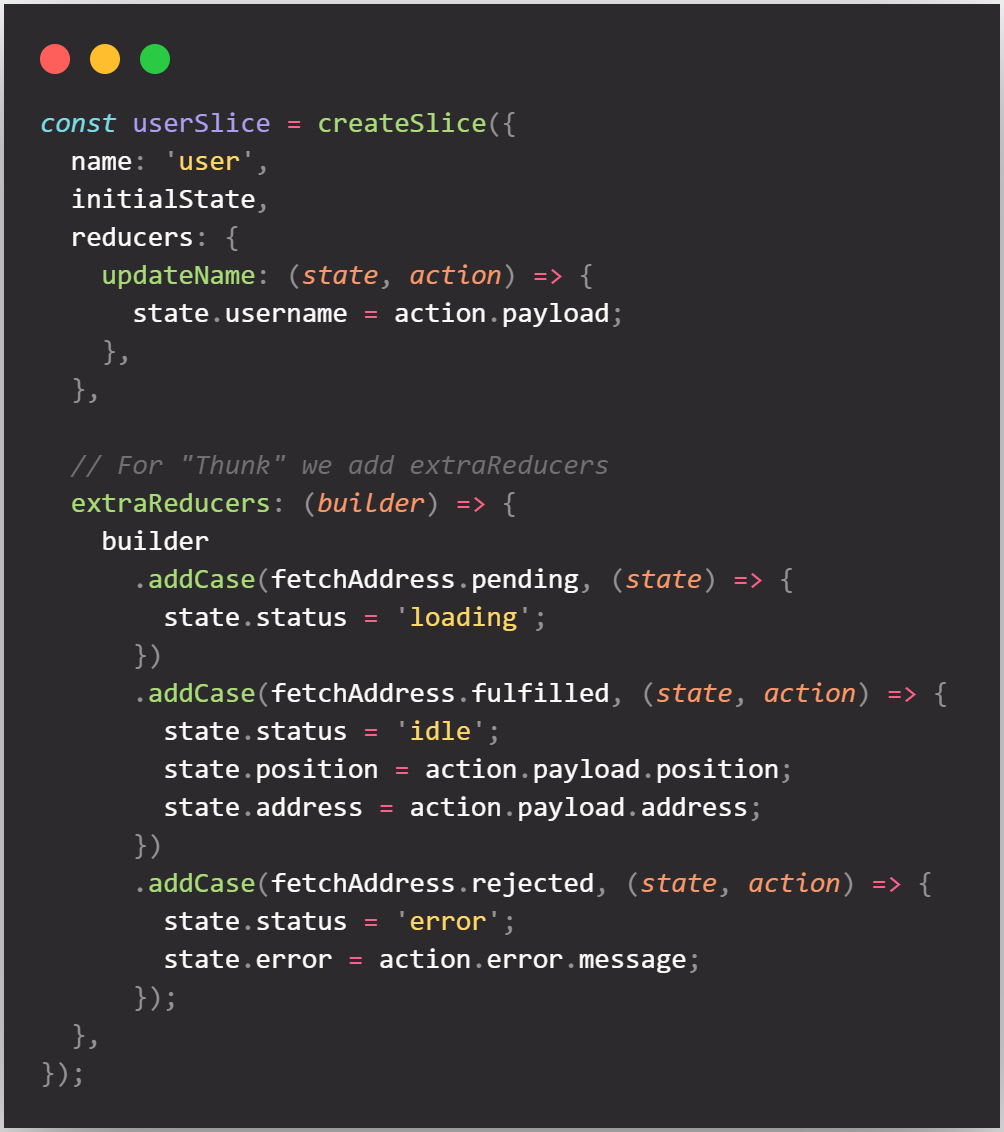 const userSlice = createSlice({
  name: 'user',
  initialState,
  reducers: {
    updateName: (state, action) => {
      state.username = action.payload;
    },
  },

  // For "Thunk" we add extraReducers
  extraReducers: (builder) => {
    builder
      .addCase(fetchAddress.pending, (state) => {
        state.status = 'loading';
      })
      .addCase(fetchAddress.fulfilled, (state, action) => {
        state.status = 'idle';
        state.position = action.payload.position;
        state.address = action.payload.address;
      })
      .addCase(fetchAddress.rejected, (state, action) => {
        state.status = 'error';
        state.error = action.error.message;
      });
  },
});